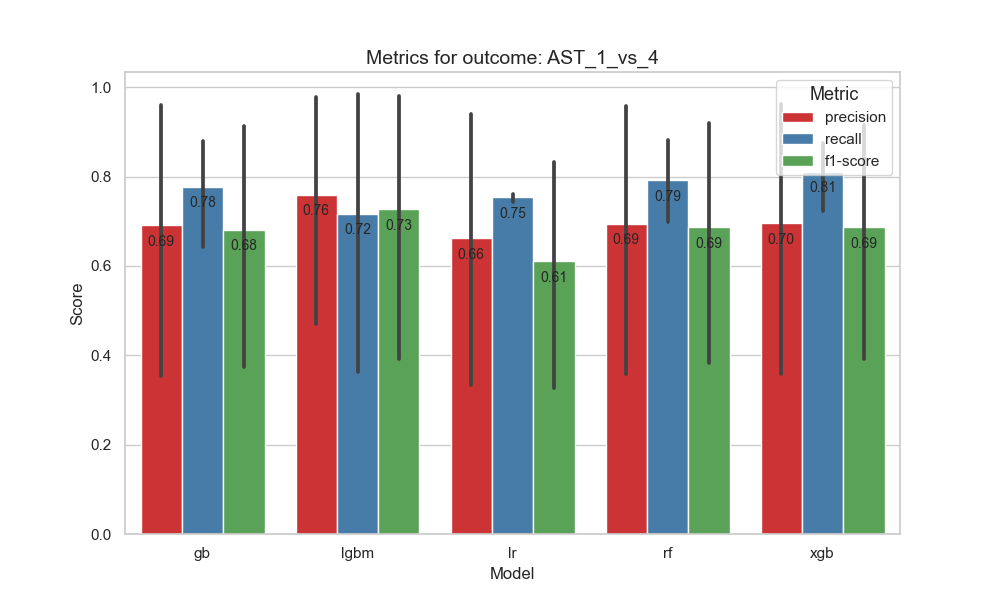 Metrics for outcome: AST_1_vs_4
Metric
precision
recall
f1-score
1.0
0.8
0.6
0.4
0.2
0.0
Score
0.69
0.78
0.68
0.76
0.72
0.73
0.66
0.75
0.61
0.69
0.79
0.69
0.70
0.81
0.69
gb
lgbm
lr
rf
xgb
Model